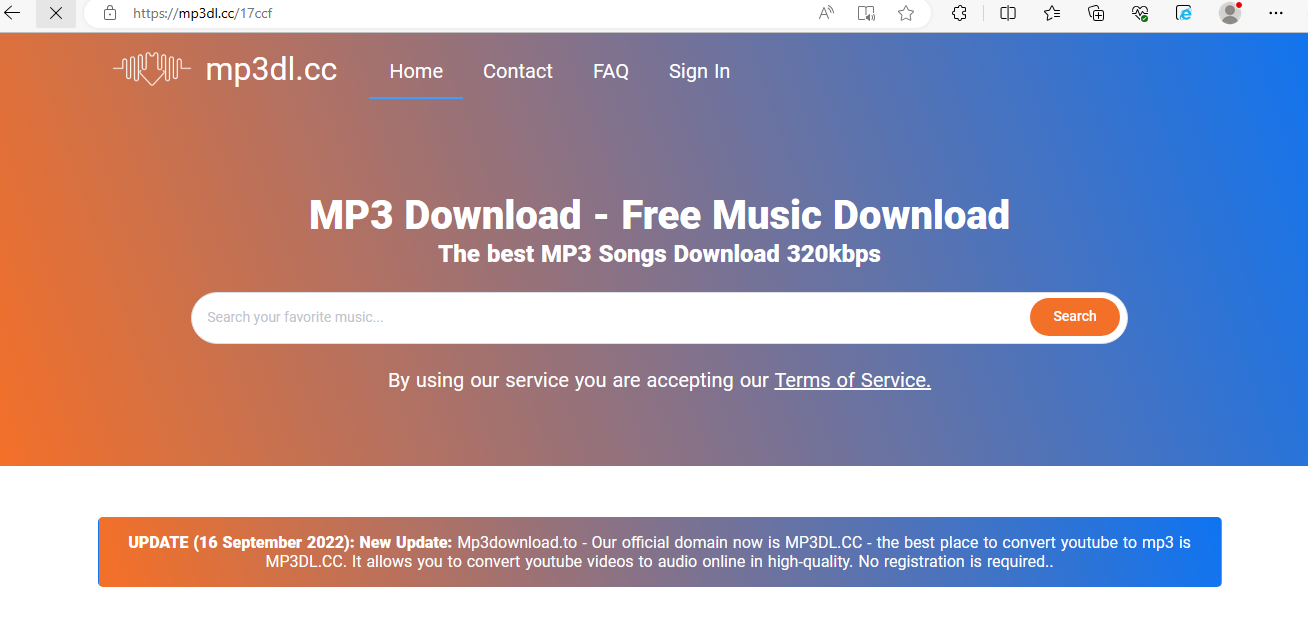 https://mp3dl.cc/17ccf
mp3dl.cc Home Contact FAQ Sign In
MP3 Download - Free Music Download
The best MP3 Songs Download 320kbps
Search your favorite music... Search
By using our service you are accepting our Terms of Service.
UPDATE (16 September 2022): New Update: Mp3download.to - Our official domain now is MP3DL.CC - the best place to convert youtube to mp3 is
MP3DL.CC. It allows you to convert youtube videos to audio online in high-quality. No registration is required..